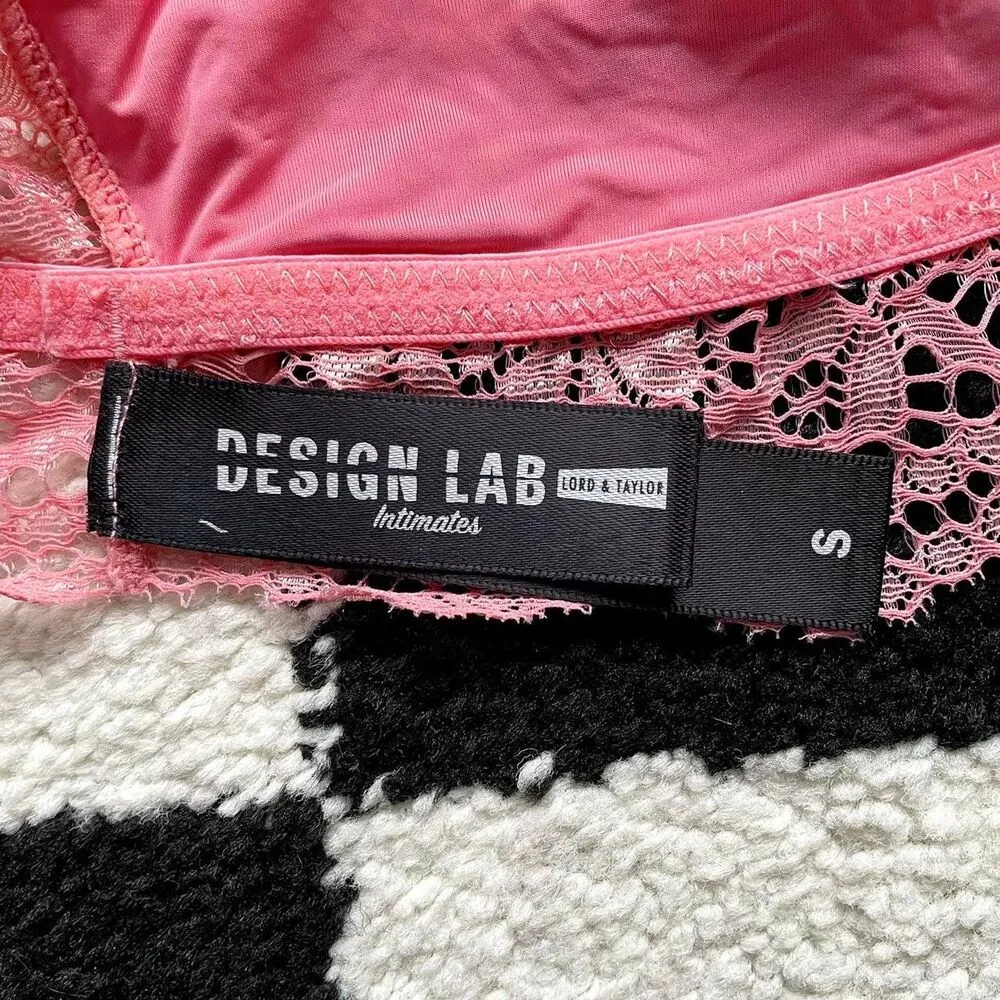 DESIGN LAB LORD & TAYLOR
Intimates
S